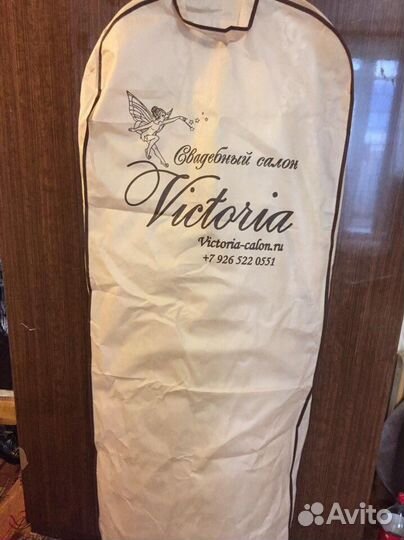 Свадебный салон
Victoria
Victoria-calon.ru
+7 926 522 0551
Avito